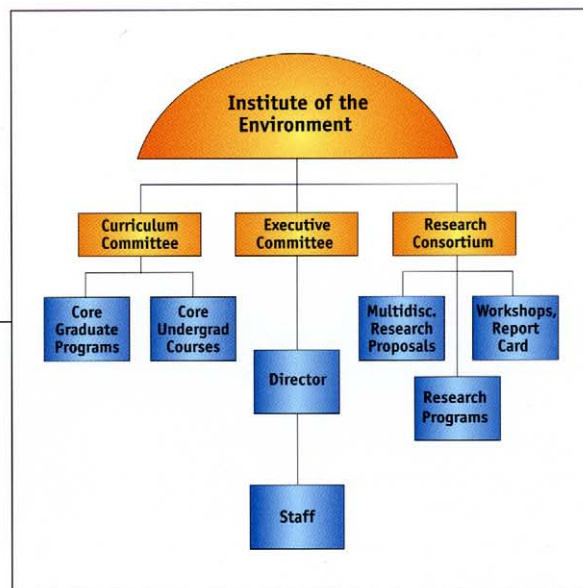 Institute of the
Environment
Curriculum
Committee
Executive
Committee
Research
Consortium
Core
Graduate
Programs
Core
Undergrad
Courses
Multidisc.
Research
Proposals
Workshops,
Report
Card
Director
Research
Programs
Staff